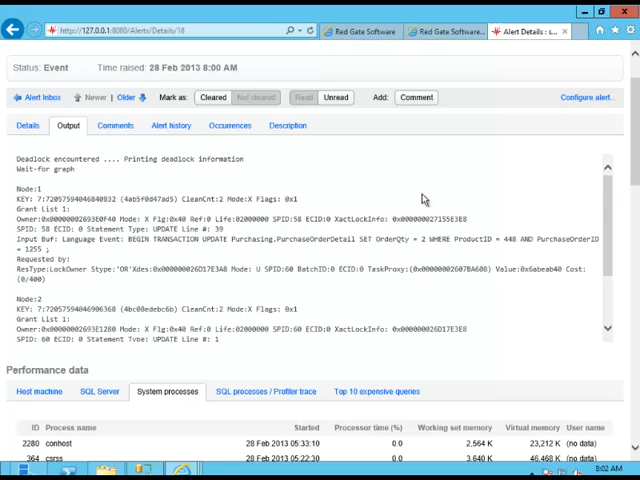 http://127.0.0.1:8080/Alerts/Details/18
Red Gate Software
Red Gate Software...
Alert Details : s...
Status: Event
Time raised: 28 Feb 2013 8:00 AM
Alert Inbox
Newer
Older
Mark as:
Cleared
Not cleared
Read
Unread
Add:
Comment
Configure alert...
Details
Output
Comments
Alert history
Occurrences
Description
Deadlock encountered .... Printing deadlock information
Wait-for graph
Node:1
KEY: 7:72057594046840832 (4ab5f0d47ad5) CleanCnt:2 Mode:X Flags: 0x1
Grant List 1:
Owner:0x00000002693E0F40 Mode: X Flg:0x40 Ref:0 Life:02000000 SPID:58 ECID:0 XactLockInfo: 0x000000027155E3E8
SPID: 58 ECID: 0 Statement Type: UPDATE Line #: 39
Input Buf: Language Event: BEGIN TRANSACTION UPDATE Purchasing.PurchaseOrderDetail SET OrderQty = 2 WHERE ProductID = 448 AND PurchaseOrderID
= 1255 ;
Requested by:
ResType:LockOwner Stype:'OR'Xdes:0x000000026D17E3A8 Mode: U SPID:60 BatchID:0 ECID:0 TaskProxy:(0x00000002607BA608) Value:0x6abeab40 Cost:
(0/400)
Node:2
KEY: 7:72057594046906368 (4bc08edebc6b) CleanCnt:2 Mode:X Flags: 0x1
Grant List 1:
Owner:0x00000002693E1280 Mode: X Flg:0x40 Ref:0 Life:02000000 SPID:60 ECID:0 XactLockInfo: 0x000000026D17E3E8
SPID: 60 ECID: 0 Statement Type: UPDATE Line #: 1
Performance data
Host machine
SQL Server
System processes
SQL processes / Profiler trace
Top 10 expensive queries
ID Process name Started Processor time (%) Working set memory Virtual memory User name
2280 conhost 28 Feb 2013 05:33:10 0.0 2,564 K 23,212 K (no data)
364 csrss 28 Feb 2013 05:22:30 0.0 3,640 K 46,468 K (no data)
8:02 AM